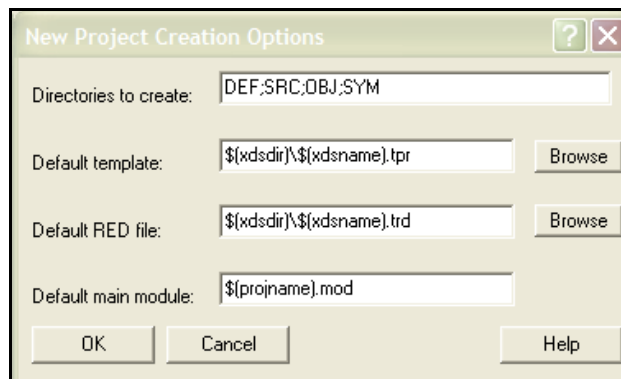 New Project Creation Options ?
Directories to create: DEF;SRC;OBJ;SYM
Default template: $(xdsdir)\$(xdsname).tpr Browse
Default RED file: $(xdsdir)\$(xdsname).trd Browse
Default main module: $(projname).mod
OK Cancel Help